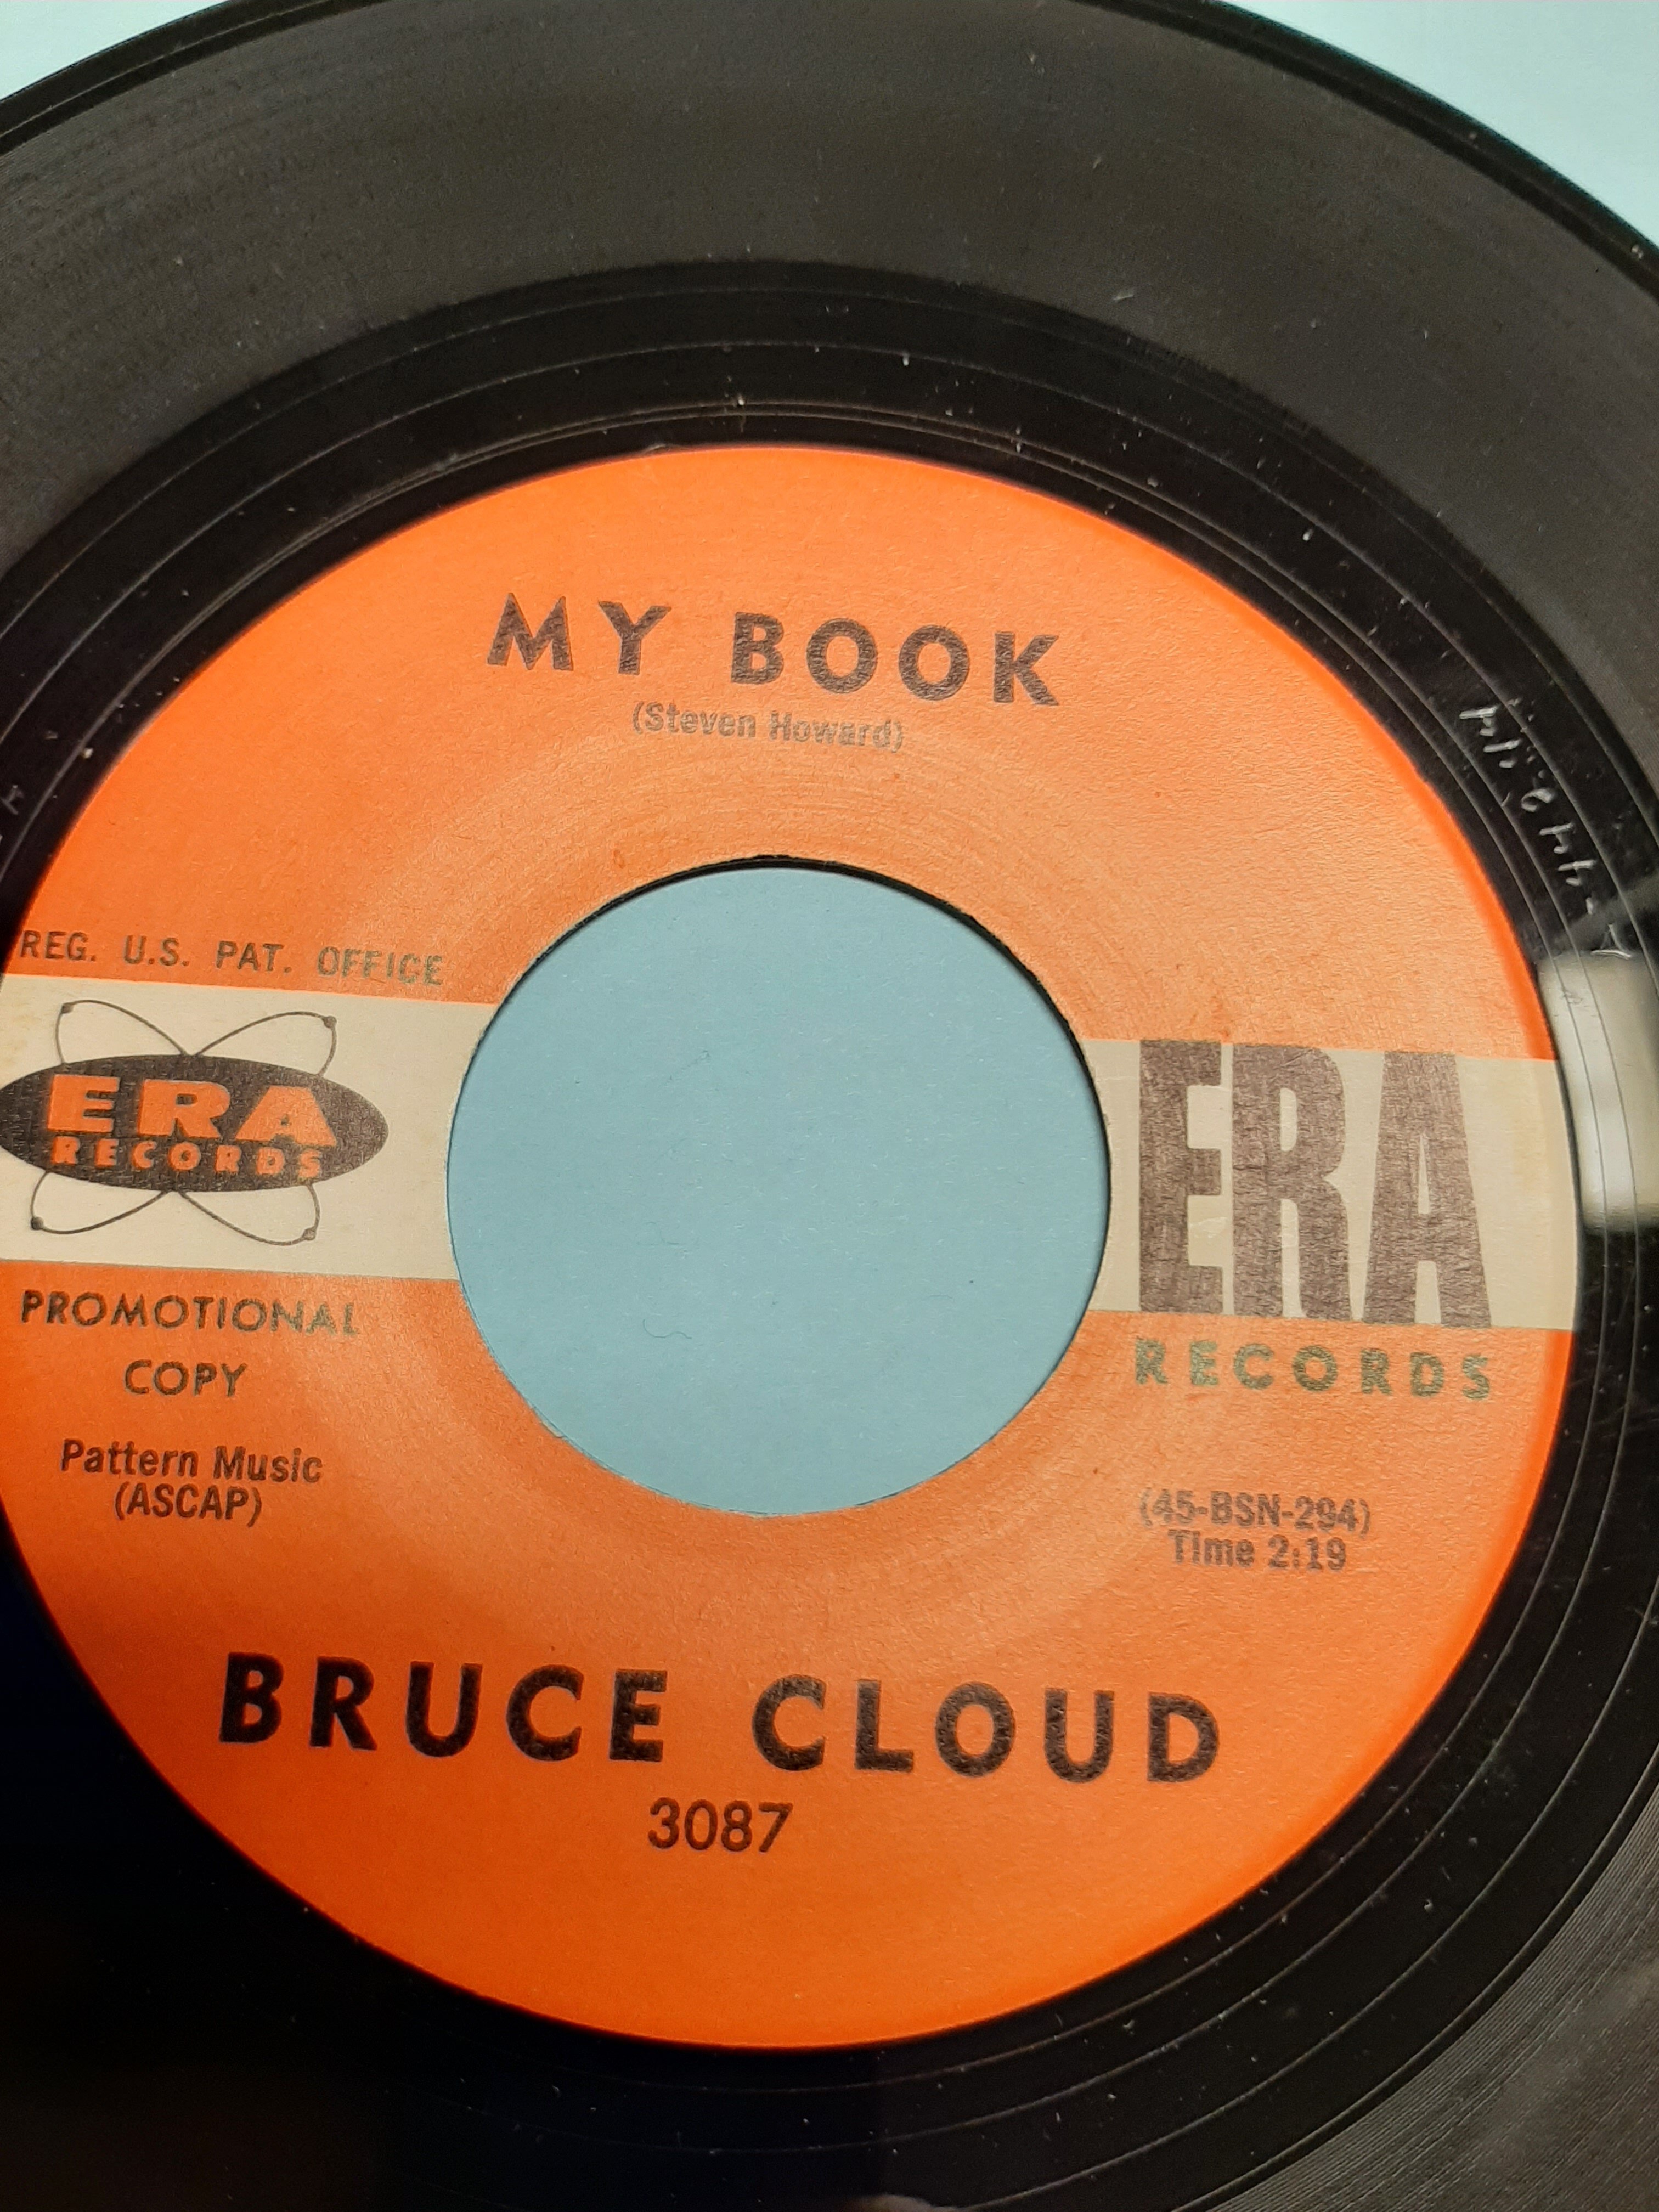 MY BOOK
(Steven Howard)
REG. U.S. PAT. OFFICE
ERA
RECORDS
ERA
RECORDS
PROMOTIONAL
COPY
Pattern Music
(ASCAP)
(45-BSN-294)
Time 2:19
BRUCE CLOUD
3087